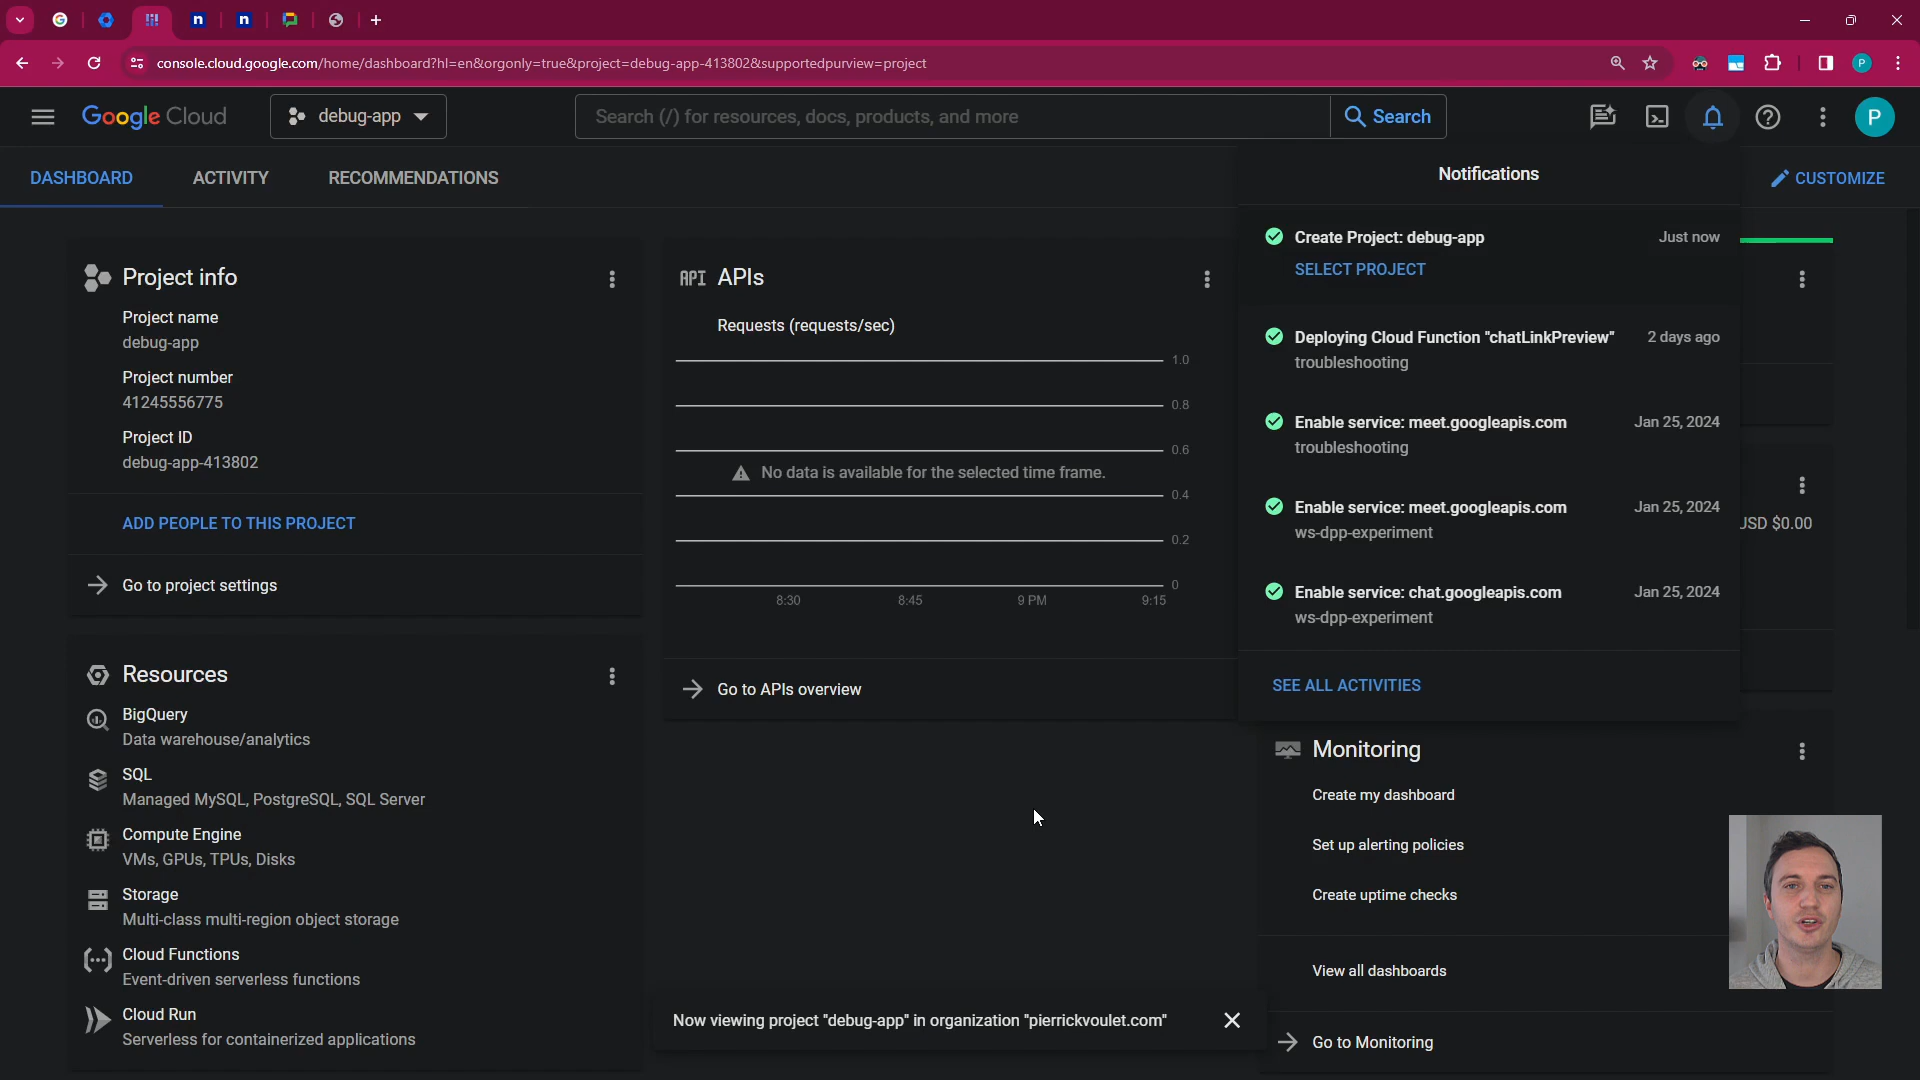 console.cloud.google.com/home/dashboard?hl=en&orgonly=true&project=debug-app-413802&supportedpurview=project
P
Google Cloud
debug-app
Search (/) for resources, docs, products, and more
Search
P
DASHBOARD
ACTIVITY
RECOMMENDATIONS
CUSTOMIZE
Project info
Project name
debug-app
Project number
41245556775
Project ID
debug-app-413802
ADD PEOPLE TO THIS PROJECT
Go to project settings
Resources
BigQuery
Data warehouse/analytics
SQL
Managed MySQL, PostgreSQL, SQL Server
Compute Engine
VMs, GPUs, TPUs, Disks
Storage
Multi-class multi-region object storage
Cloud Functions
Event-driven serverless functions
Cloud Run
Serverless for containerized applications
API APIs
Requests (requests/sec)
1.0
0.8
0.6
No data is available for the selected time frame.
0.4
0.2
0
8:30 8:45 9 PM 9:15
Go to APIs overview
Notifications
Create Project: debug-app Just now
SELECT PROJECT
Deploying Cloud Function "chatLinkPreview" 2 days ago
troubleshooting
Enable service: meet.googleapis.com Jan 25, 2024
troubleshooting
Enable service: meet.googleapis.com Jan 25, 2024
ws-dpp-experiment
Enable service: chat.googleapis.com Jan 25, 2024
ws-dpp-experiment
SEE ALL ACTIVITIES
USD $0.00
Monitoring
Create my dashboard
Set up alerting policies
Create uptime checks
View all dashboards
Go to Monitoring
Now viewing project "debug-app" in organization "pierrickvoulet.com"